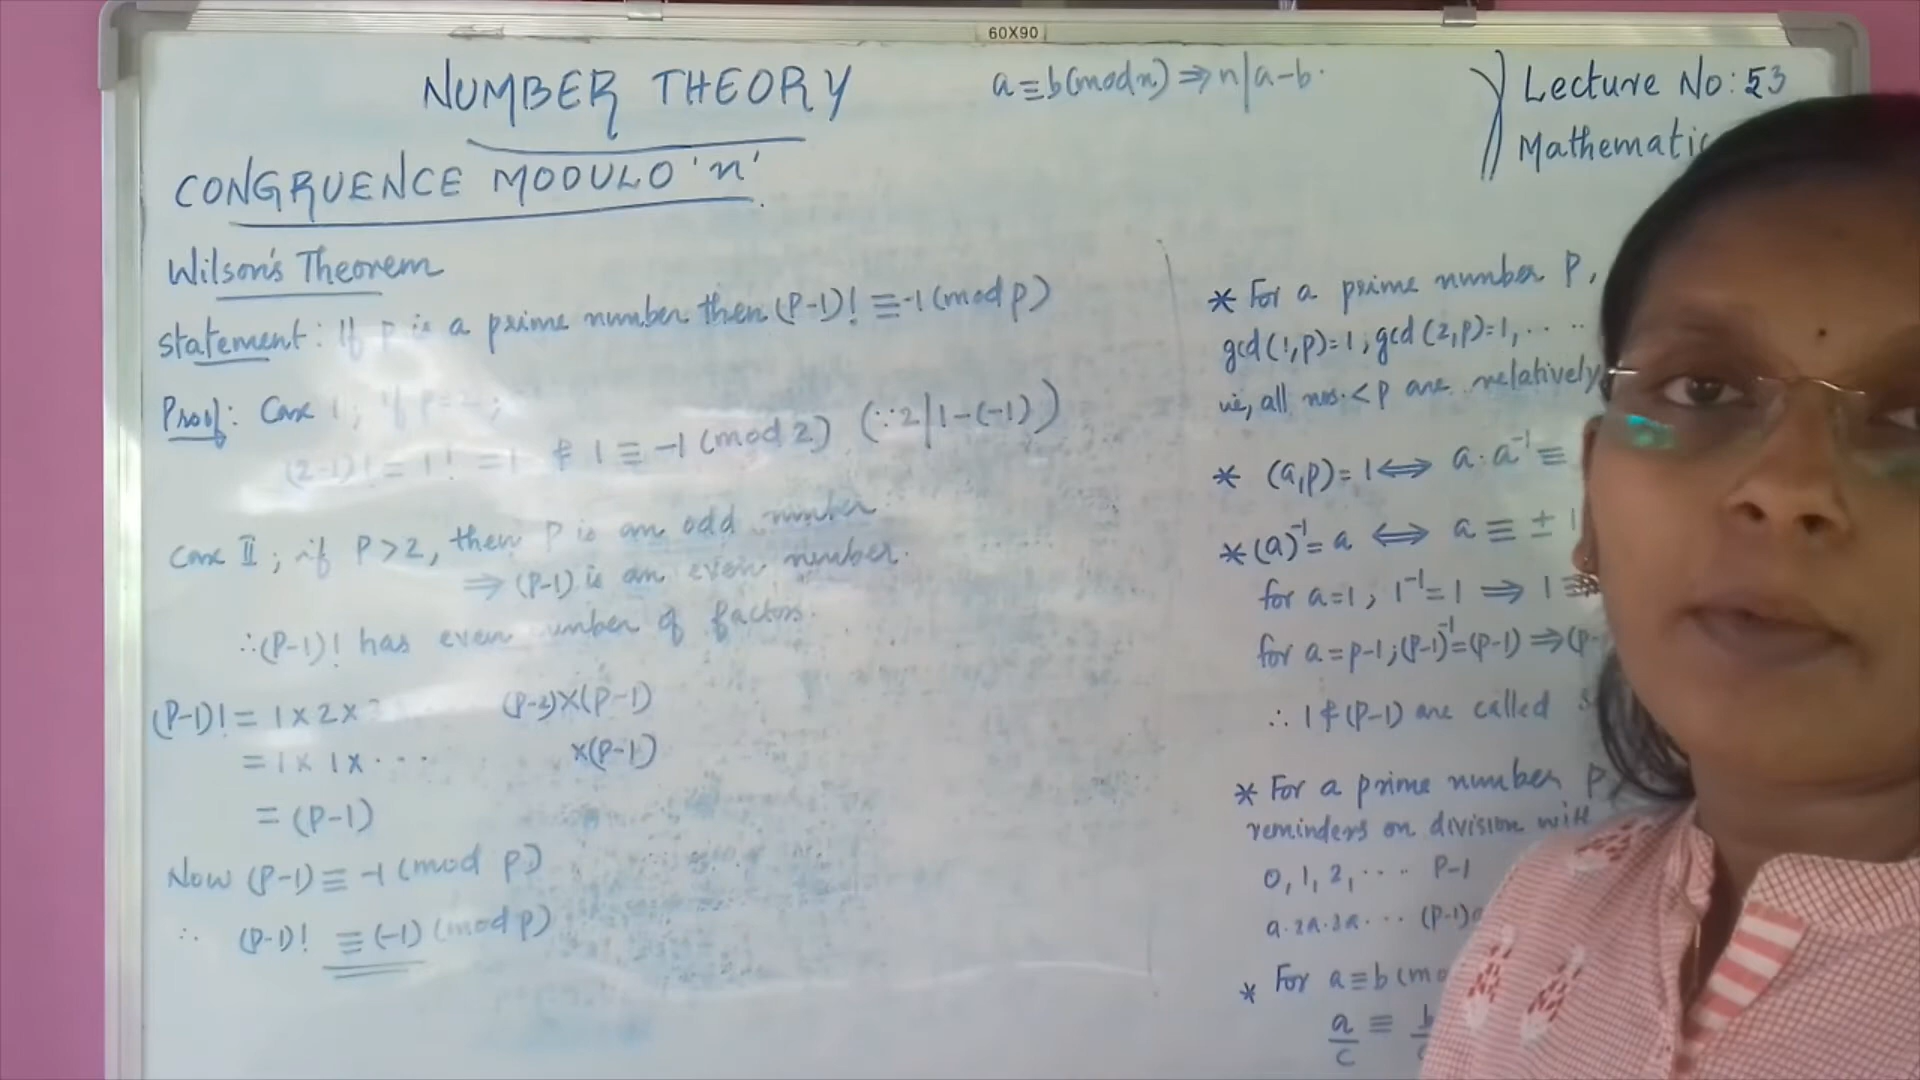 60X90
NUMBER THEORY
a ≡ b(mod n) ⇒ n|a-b.
Lecture No: 53
CONGRUENCE MODULO 'n'
Wilson's Theorem
Statement: If p is a prime number then (P-1)! ≡ -1 (mod p)
Proof: Case 1; if P=2;
(2-1)! = 1! = 1 & 1 ≡ -1 (mod 2) (∵ 2|1-(-1))
Case II; if P>2, then P is an odd number
⇒ (P-1) is an even number.
∴ (P-1)! has even number of factors.
(P-1)! = 1 x 2 x (P-2)x(P-1)
= 1 x 1 x ... x(P-1)
= (P-1)
Now (P-1) ≡ -1 (mod p)
∴ (P-1)! ≡ (-1) (mod p)
* For a prime number P,
gcd(1,P)=1; gcd(2,P)=1, ....
ie, all nos. < P are relatively
* (a,P)=1 ⇔ a.a⁻¹ ≡
* (a)⁻¹ = a ⇔ a ≡ ± 1
for a=1, 1⁻¹=1 ⇒ 1 ≡
for a=p-1; (P-1)⁻¹=(P-1) ⇒
∴ 1 & (P-1) are called
* For a prime number P,
reminders on division with
0, 1, 2, .... P-1
a.2a.3a... (P-1)a
* For a ≡ b
a/c ≡